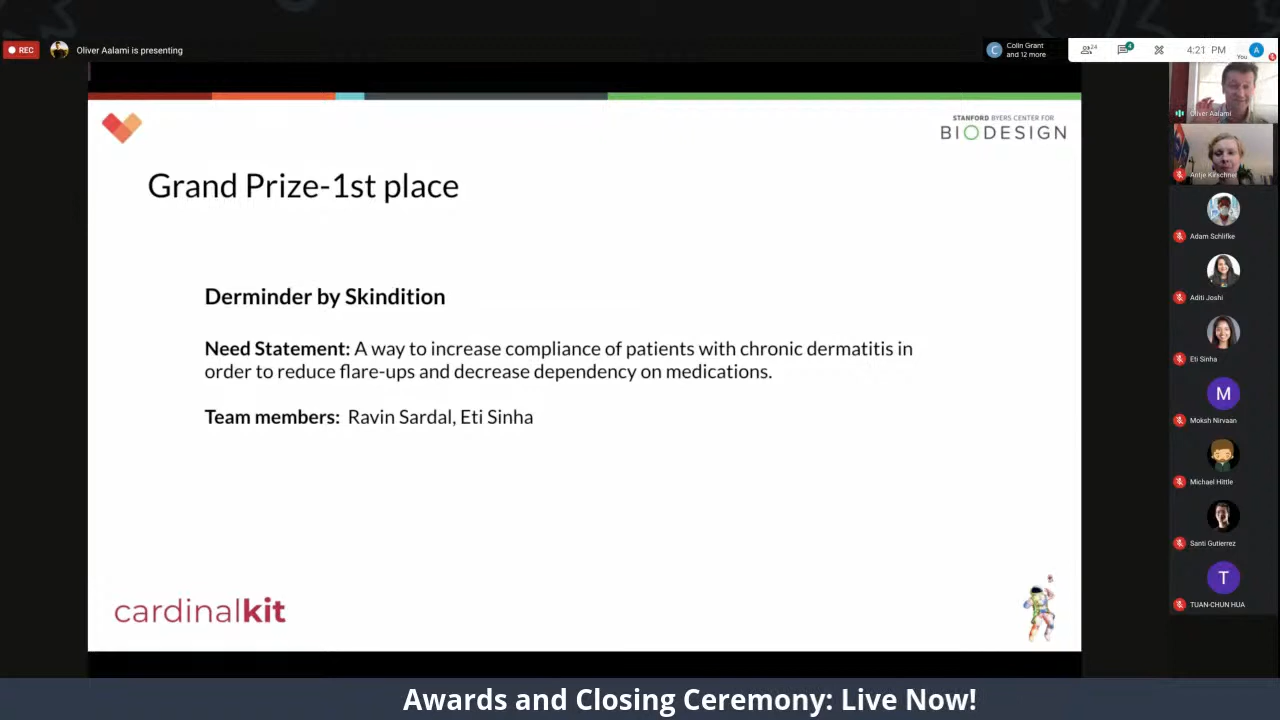 REC
Oliver Aalami is presenting
C
Colin Grant
and 12 more
24
4
4:21 PM
You
A
STANFORD BYERS CENTER FOR
BIODESIGN
Grand Prize-1st place
Derminder by Skindition
Need Statement: A way to increase compliance of patients with chronic dermatitis in
order to reduce flare-ups and decrease dependency on medications.
Team members: Ravin Sardal, Eti Sinha
cardinalkit
Oliver Aalami
Antje Kirschner
Adam Schlifke
Aditi Joshi
Eti Sinha
M
Moksh Nirvaan
Michael Hittle
Santi Gutierrez
T
TUAN-CHUN HUA
Awards and Closing Ceremony: Live Now!